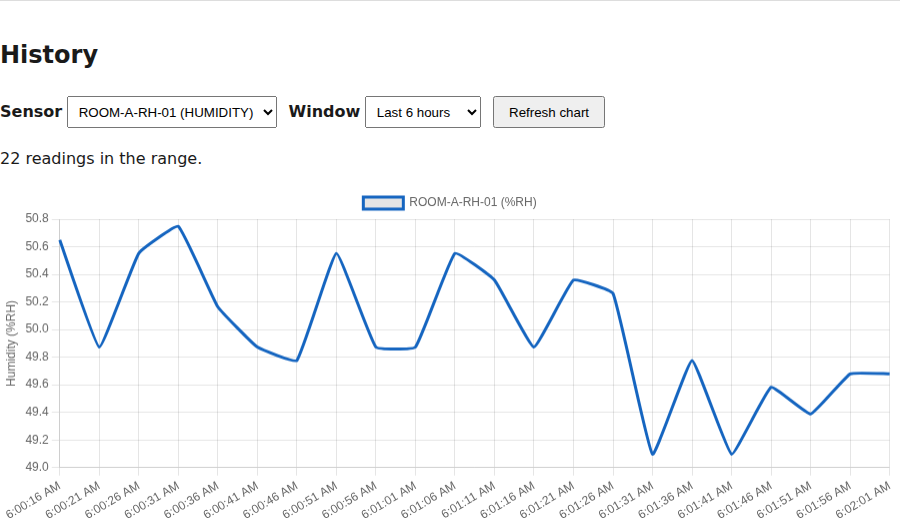 History
Sensor ROOM-A-RH-01 (HUMIDITY) Window Last 6 hours Refresh chart
22 readings in the range.
ROOM-A-RH-01 (%RH)
Humidity (%RH)
50.8
50.6
50.4
50.2
50.0
49.8
49.6
49.4
49.2
49.0
6:00:16 AM
6:00:21 AM
6:00:26 AM
6:00:31 AM
6:00:36 AM
6:00:41 AM
6:00:46 AM
6:00:51 AM
6:00:56 AM
6:01:01 AM
6:01:06 AM
6:01:11 AM
6:01:16 AM
6:01:21 AM
6:01:26 AM
6:01:31 AM
6:01:36 AM
6:01:41 AM
6:01:46 AM
6:01:51 AM
6:01:56 AM
6:02:01 AM